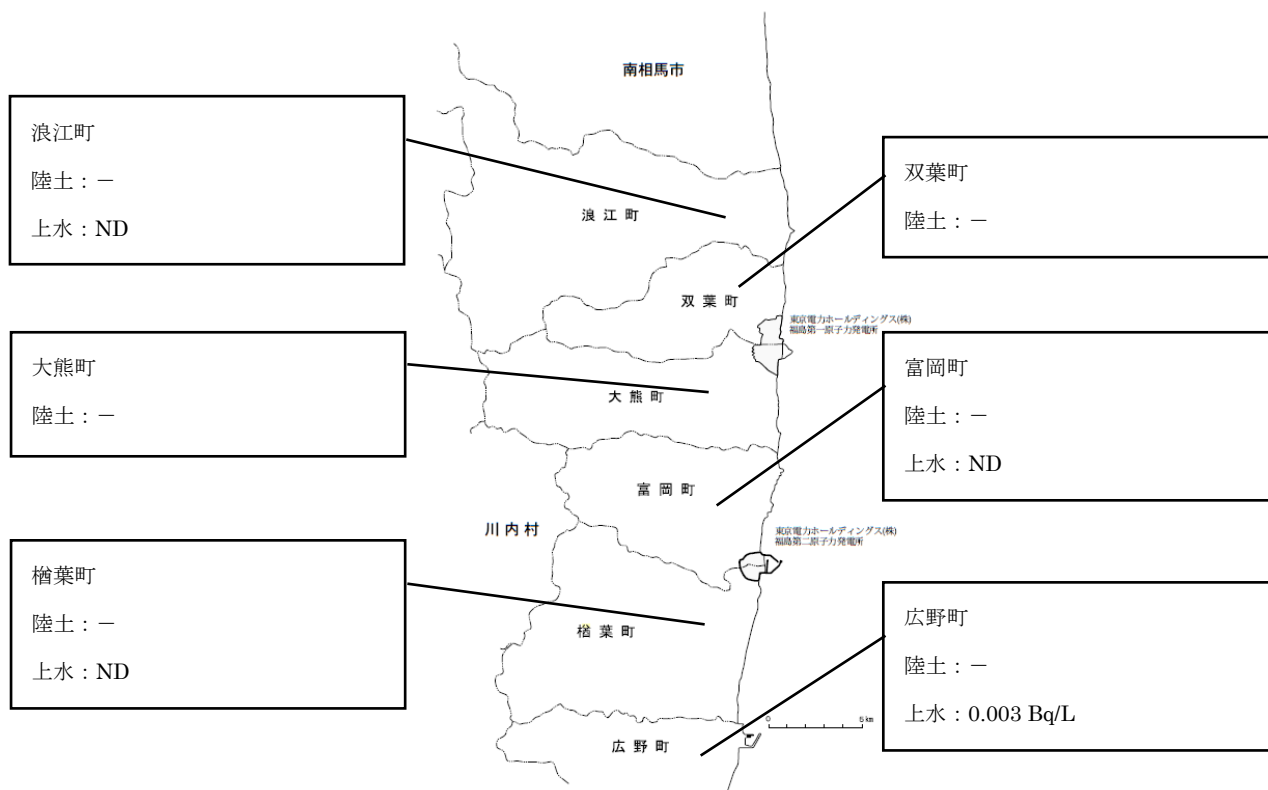 南相馬市
浪江町
陸土：－
上水：ND
双葉町
陸土：－
浪江町
双葉町
東京電力ホールディングス(株)
福島第一原子力発電所
大熊町
陸土：－
富岡町
陸土：－
上水：ND
大熊町
富岡町
川内村
東京電力ホールディングス(株)
福島第二原子力発電所
楢葉町
陸土：－
上水：ND
広野町
陸土：－
上水：0.003 Bq/L
楢葉町
0 5km
広野町